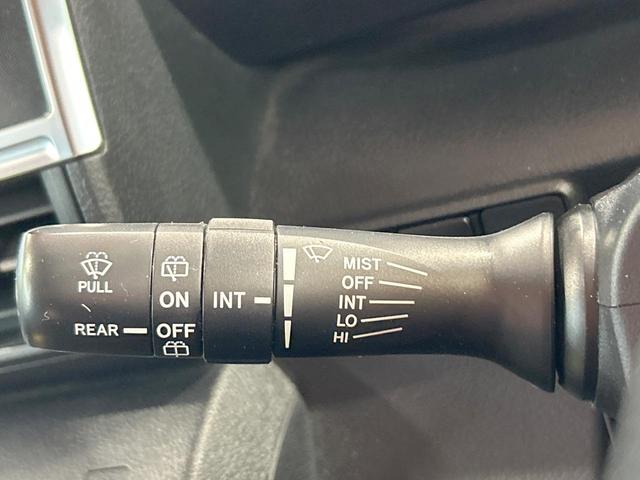 PULL
REAR
ON
OFF
INT
MIST
OFF
INT
LO
HI